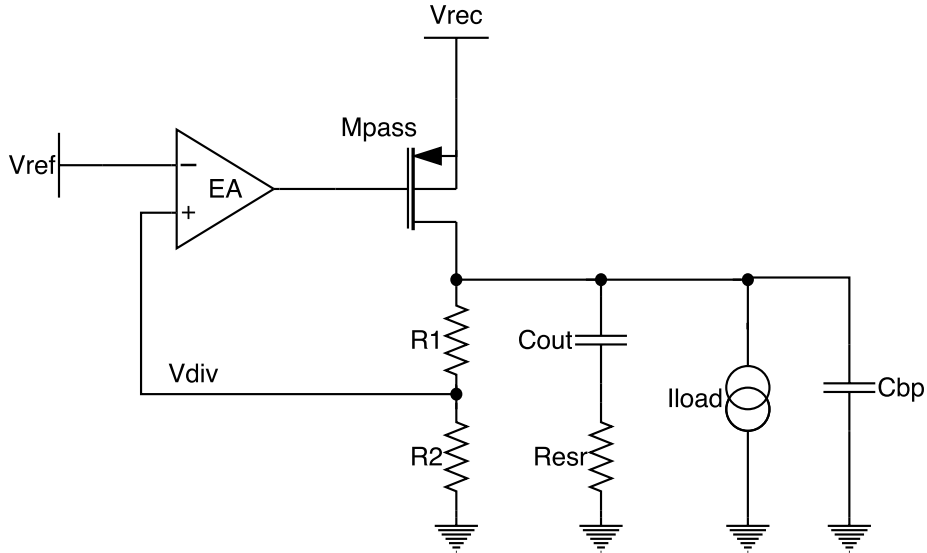 Vrec
Mpass
Vref
−
EA
+
R1
Cout
Vdiv
Iload
Cbp
R2
Resr